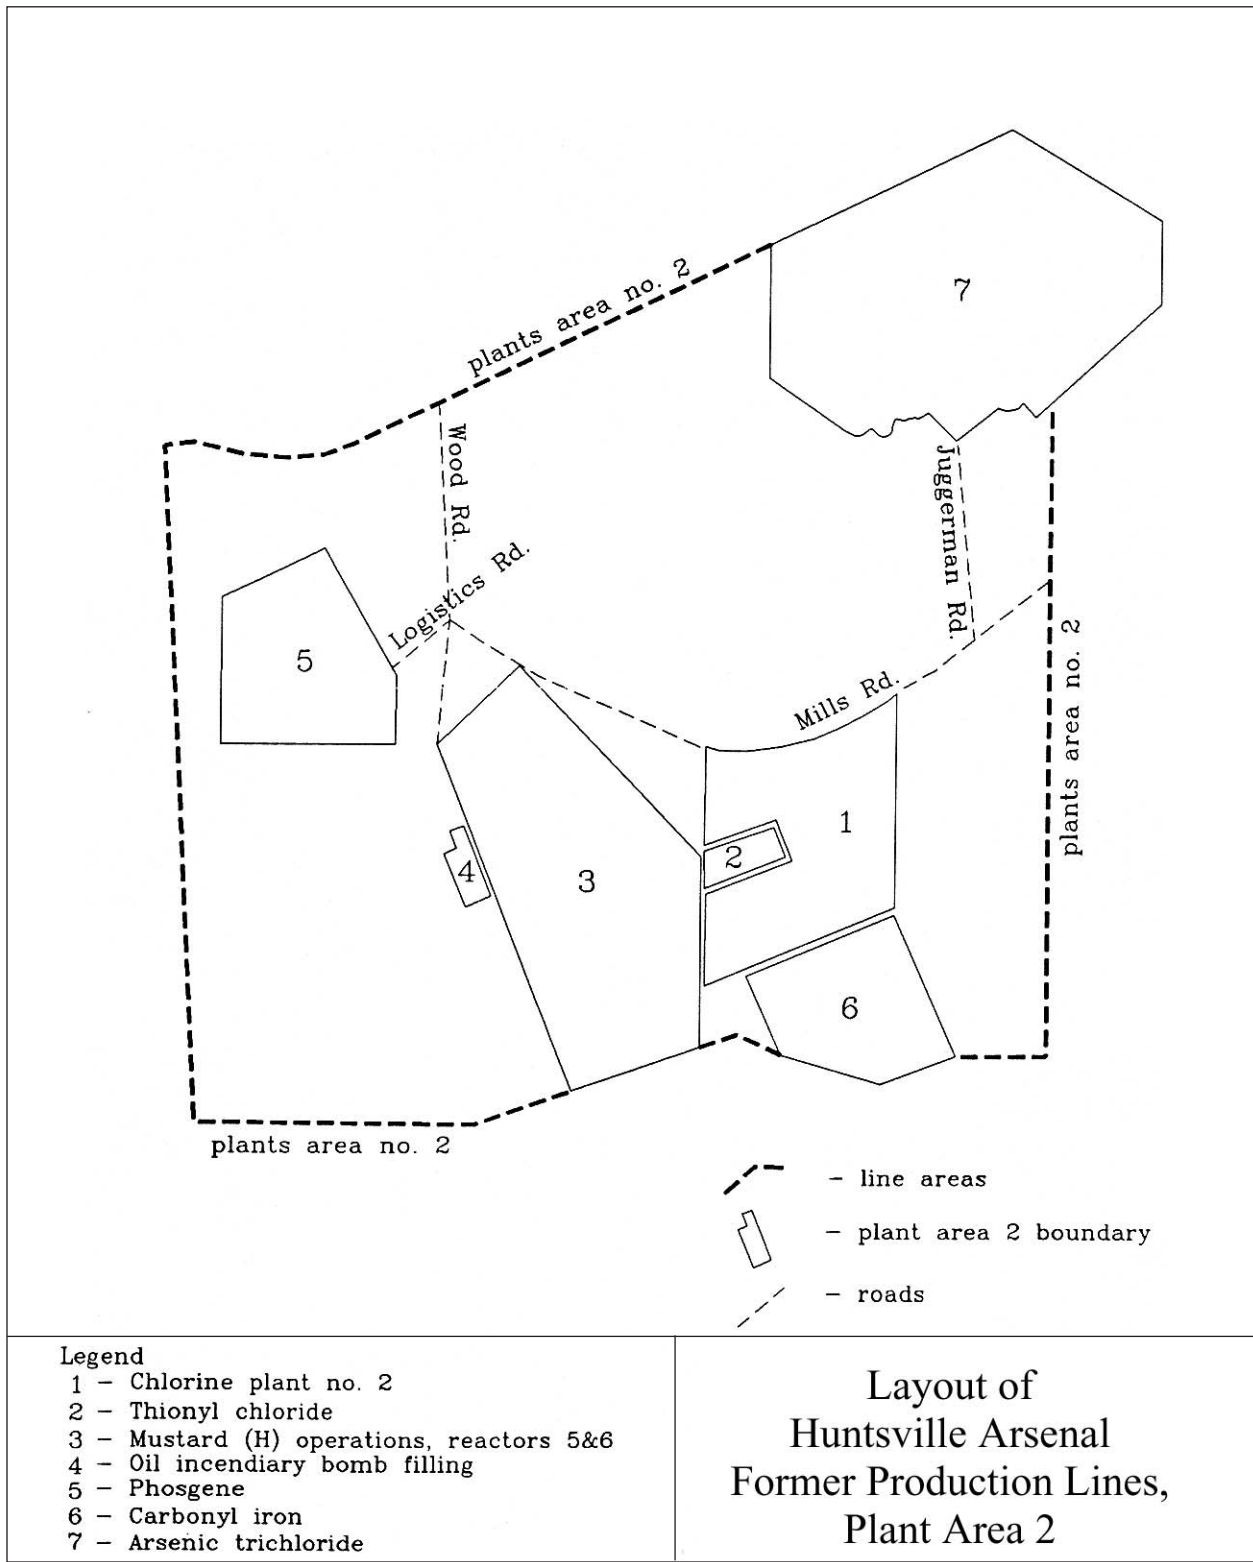 plants area no. 2
7
Wood Rd.
Juggerman Rd.
Logistics Rd.
5
plants area no. 2
Mills Rd.
1
2
4
3
6
plants area no. 2
– line areas
– plant area 2 boundary
– roads
Legend
1 – Chlorine plant no. 2
2 – Thionyl chloride
3 – Mustard (H) operations, reactors 5&6
4 – Oil incendiary bomb filling
5 – Phosgene
6 – Carbonyl iron
7 – Arsenic trichloride
Layout of
Huntsville Arsenal
Former Production Lines,
Plant Area 2